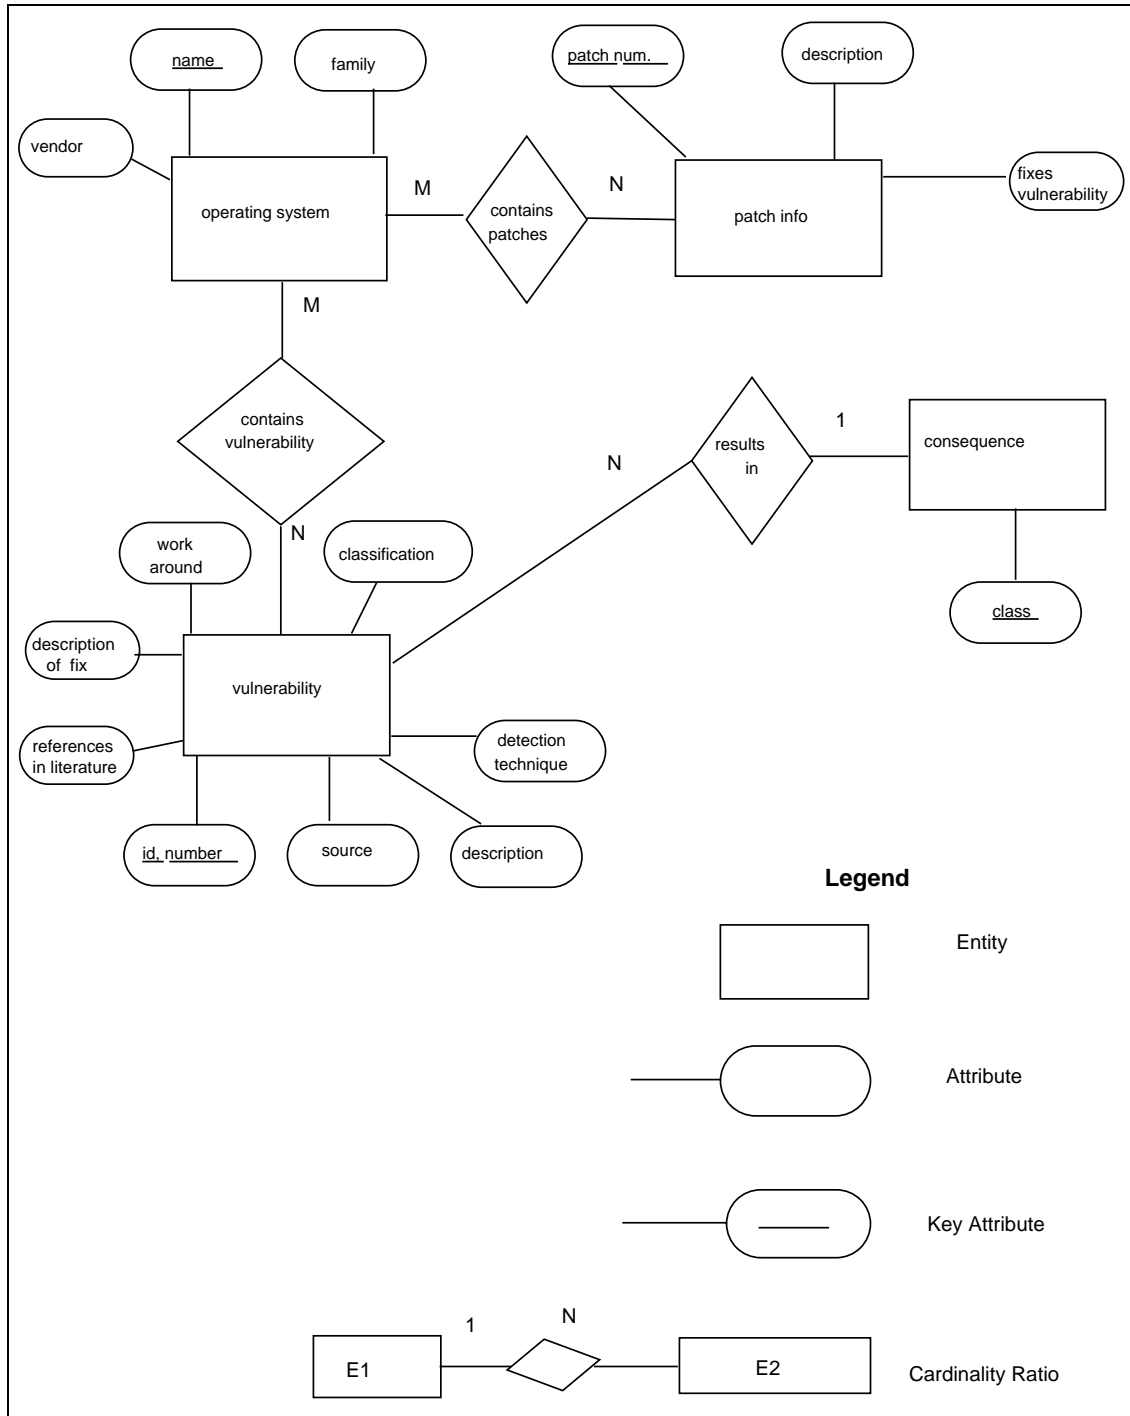 name
family
patch num.
description
vendor
fixes
vulnerability
M
N
operating system
contains
patches
patch info
M
contains
vulnerability
N
results
in
1
consequence
N
work
around
classification
class
description
of fix
vulnerability
references
in literature
detection
technique
id, number
source
description
Legend
Entity
Attribute
Key Attribute
1
N
E1
E2
Cardinality Ratio